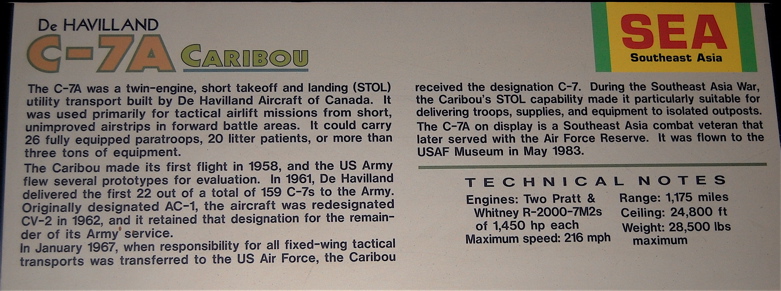 De HAVILLAND
C-7A CARIBOU
The C-7A was a twin-engine, short takeoff and landing (STOL)
utility transport built by De Havilland Aircraft of Canada. It
was used primarily for tactical airlift missions from short,
unimproved airstrips in forward battle areas. It could carry
26 fully equipped paratroops, 20 litter patients, or more than
three tons of equipment.
The Caribou made its first flight in 1958, and the US Army
flew several prototypes for evaluation. In 1961, De Havilland
delivered the first 22 out of a total of 159 C-7s to the Army.
Originally designated AC-1, the aircraft was redesignated
CV-2 in 1962, and it retained that designation for the remain-
der of its Army service.
In January 1967, when responsibility for all fixed-wing tactical
transports was transferred to the US Air Force, the Caribou
SEA
Southeast Asia
received the designation C-7. During the Southeast Asia War,
the Caribou's STOL capability made it particularly suitable for
delivering troops, supplies, and equipment to isolated outposts.
The C-7A on display is a Southeast Asia combat veteran that
later served with the Air Force Reserve. It was flown to the
USAF Museum in May 1983.
TECHNICAL NOTES
Engines: Two Pratt &
Whitney R-2000-7M2s
of 1,450 hp each
Maximum speed: 216 mph
Range: 1,175 miles
Ceiling: 24,800 ft
Weight: 28,500 lbs
maximum